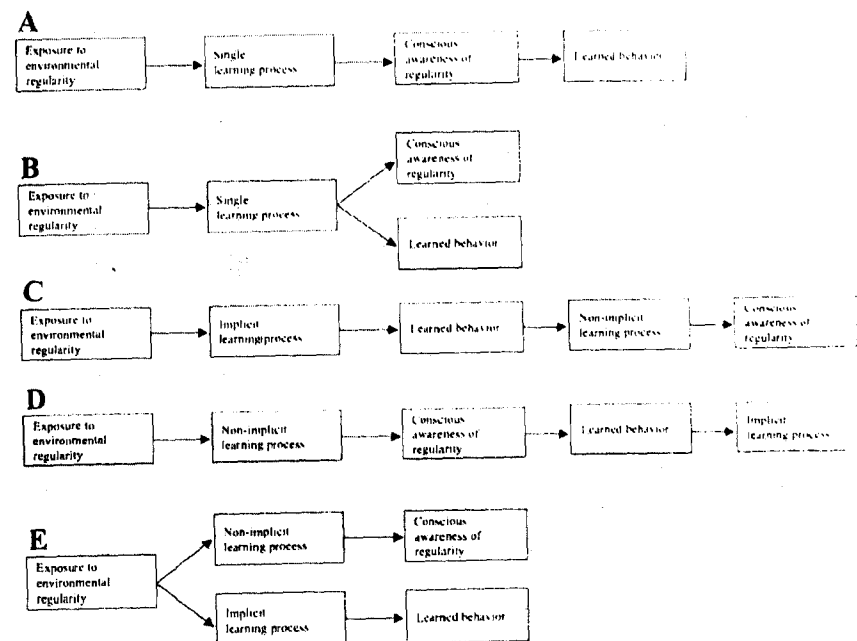 A
Exposure to
environmental
regularity
Single
learning process
Conscious
awareness of
regularity
Learned behavior
B
Exposure to
environmental
regularity
Single
learning process
Conscious
awareness of
regularity
Learned behavior
C
Exposure to
environmental
regularity
Implicit
learning process
Learned behavior
Non-implicit
learning process
Conscious
awareness of
regularity
D
Exposure to
environmental
regularity
Non-implicit
learning process
Conscious
awareness of
regularity
Learned behavior
Implicit
learning process
E
Exposure to
environmental
regularity
Non-implicit
learning process
Conscious
awareness of
regularity
Implicit
learning process
Learned behavior